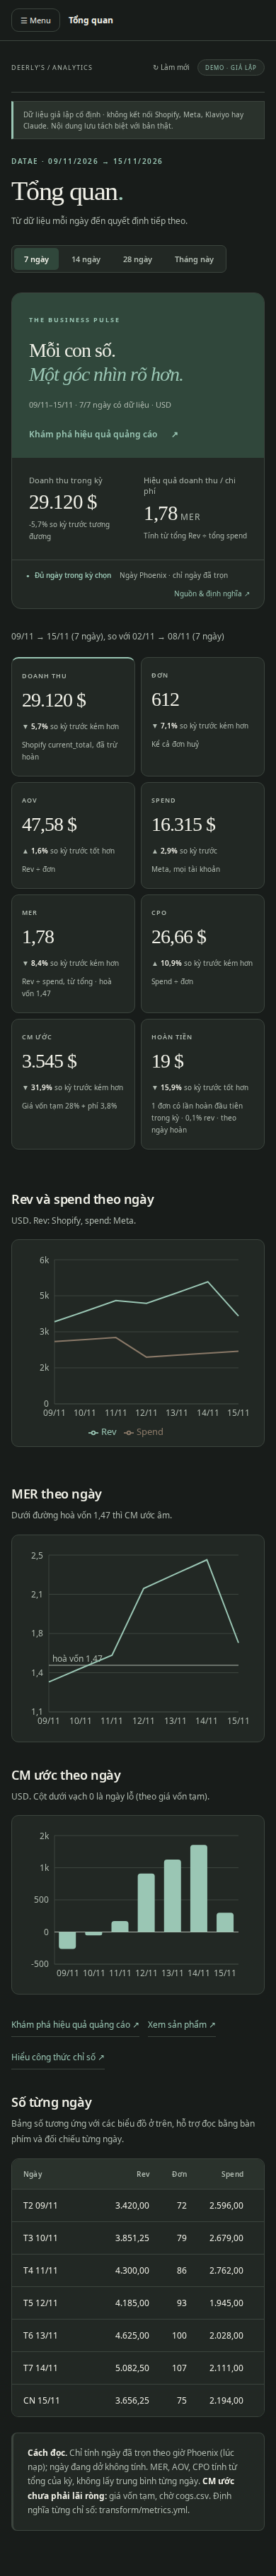 ☰ Menu Tổng quan
DEERLY'S / ANALYTICS ↻ Làm mới DEMO · GIẢ LẬP
Dữ liệu giả lập cố định · không kết nối Shopify, Meta, Klaviyo hay
Claude. Nội dung lưu tách biệt với bản thật.
DATAE · 09/11/2026 → 15/11/2026
Tổng quan.
Từ dữ liệu mỗi ngày đến quyết định tiếp theo.
7 ngày 14 ngày 28 ngày Tháng này
THE BUSINESS PULSE
Mỗi con số.
Một góc nhìn rõ hơn.
09/11–15/11 · 7/7 ngày có dữ liệu · USD
Khám phá hiệu quả quảng cáo ↗
Doanh thu trong kỳ
29.120 $
-5,7% so kỳ trước tương
đương
Hiệu quả doanh thu / chi
phí
1,78 MER
Tính từ tổng Rev ÷ tổng spend
• Đủ ngày trong kỳ chọn Ngày Phoenix · chỉ ngày đã trọn
Nguồn & định nghĩa ↗
09/11 → 15/11 (7 ngày), so với 02/11 → 08/11 (7 ngày)
DOANH THU
29.120 $
▼ 5,7% so kỳ trước kém hơn
Shopify current_total, đã trừ
hoàn
ĐƠN
612
▼ 7,1% so kỳ trước kém hơn
Kể cả đơn huỷ
AOV
47,58 $
▲ 1,6% so kỳ trước tốt hơn
Rev ÷ đơn
SPEND
16.315 $
▲ 2,9% so kỳ trước
Meta, mọi tài khoản
MER
1,78
▼ 8,4% so kỳ trước kém hơn
Rev ÷ spend, từ tổng · hoà
vốn 1,47
CPO
26,66 $
▲ 10,9% so kỳ trước kém hơn
Spend ÷ đơn
CM ƯỚC
3.545 $
▼ 31,9% so kỳ trước kém hơn
Giá vốn tạm 28% + phí 3,8%
HOÀN TIỀN
19 $
▼ 15,9% so kỳ trước tốt hơn
1 đơn có lần hoàn đầu tiên
trong kỳ · 0,1% rev · theo
ngày hoàn
Rev và spend theo ngày
USD. Rev: Shopify, spend: Meta.
6k
5k
3k
2k
0
09/11 10/11 11/11 12/11 13/11 14/11 15/11
Rev Spend
MER theo ngày
Dưới đường hoà vốn 1,47 thì CM ước âm.
2,5
2,1
1,8
hoà vốn 1,47
1,4
1,1
09/11 10/11 11/11 12/11 13/11 14/11 15/11
CM ước theo ngày
USD. Cột dưới vạch 0 là ngày lỗ (theo giá vốn tạm).
2k
1k
500
0
-500
09/11 10/11 11/11 12/11 13/11 14/11 15/11
Khám phá hiệu quả quảng cáo ↗ Xem sản phẩm ↗
Hiểu công thức chỉ số ↗
Số từng ngày
Bảng số tương ứng với các biểu đồ ở trên, hỗ trợ đọc bằng bàn
phím và đối chiếu từng ngày.
Ngày Rev Đơn Spend
T2 09/11 3.420,00 72 2.596,00
T3 10/11 3.851,25 79 2.679,00
T4 11/11 4.300,00 86 2.762,00
T5 12/11 4.185,00 93 1.945,00
T6 13/11 4.625,00 100 2.028,00
T7 14/11 5.082,50 107 2.111,00
CN 15/11 3.656,25 75 2.194,00
Cách đọc. Chỉ tính ngày đã trọn theo giờ Phoenix (lúc
nạp); ngày đang dở không tính. MER, AOV, CPO tính từ
tổng của kỳ, không lấy trung bình từng ngày. CM ước
chưa phải lãi ròng: giá vốn tạm, chờ cogs.csv. Định
nghĩa từng chỉ số: transform/metrics.yml.